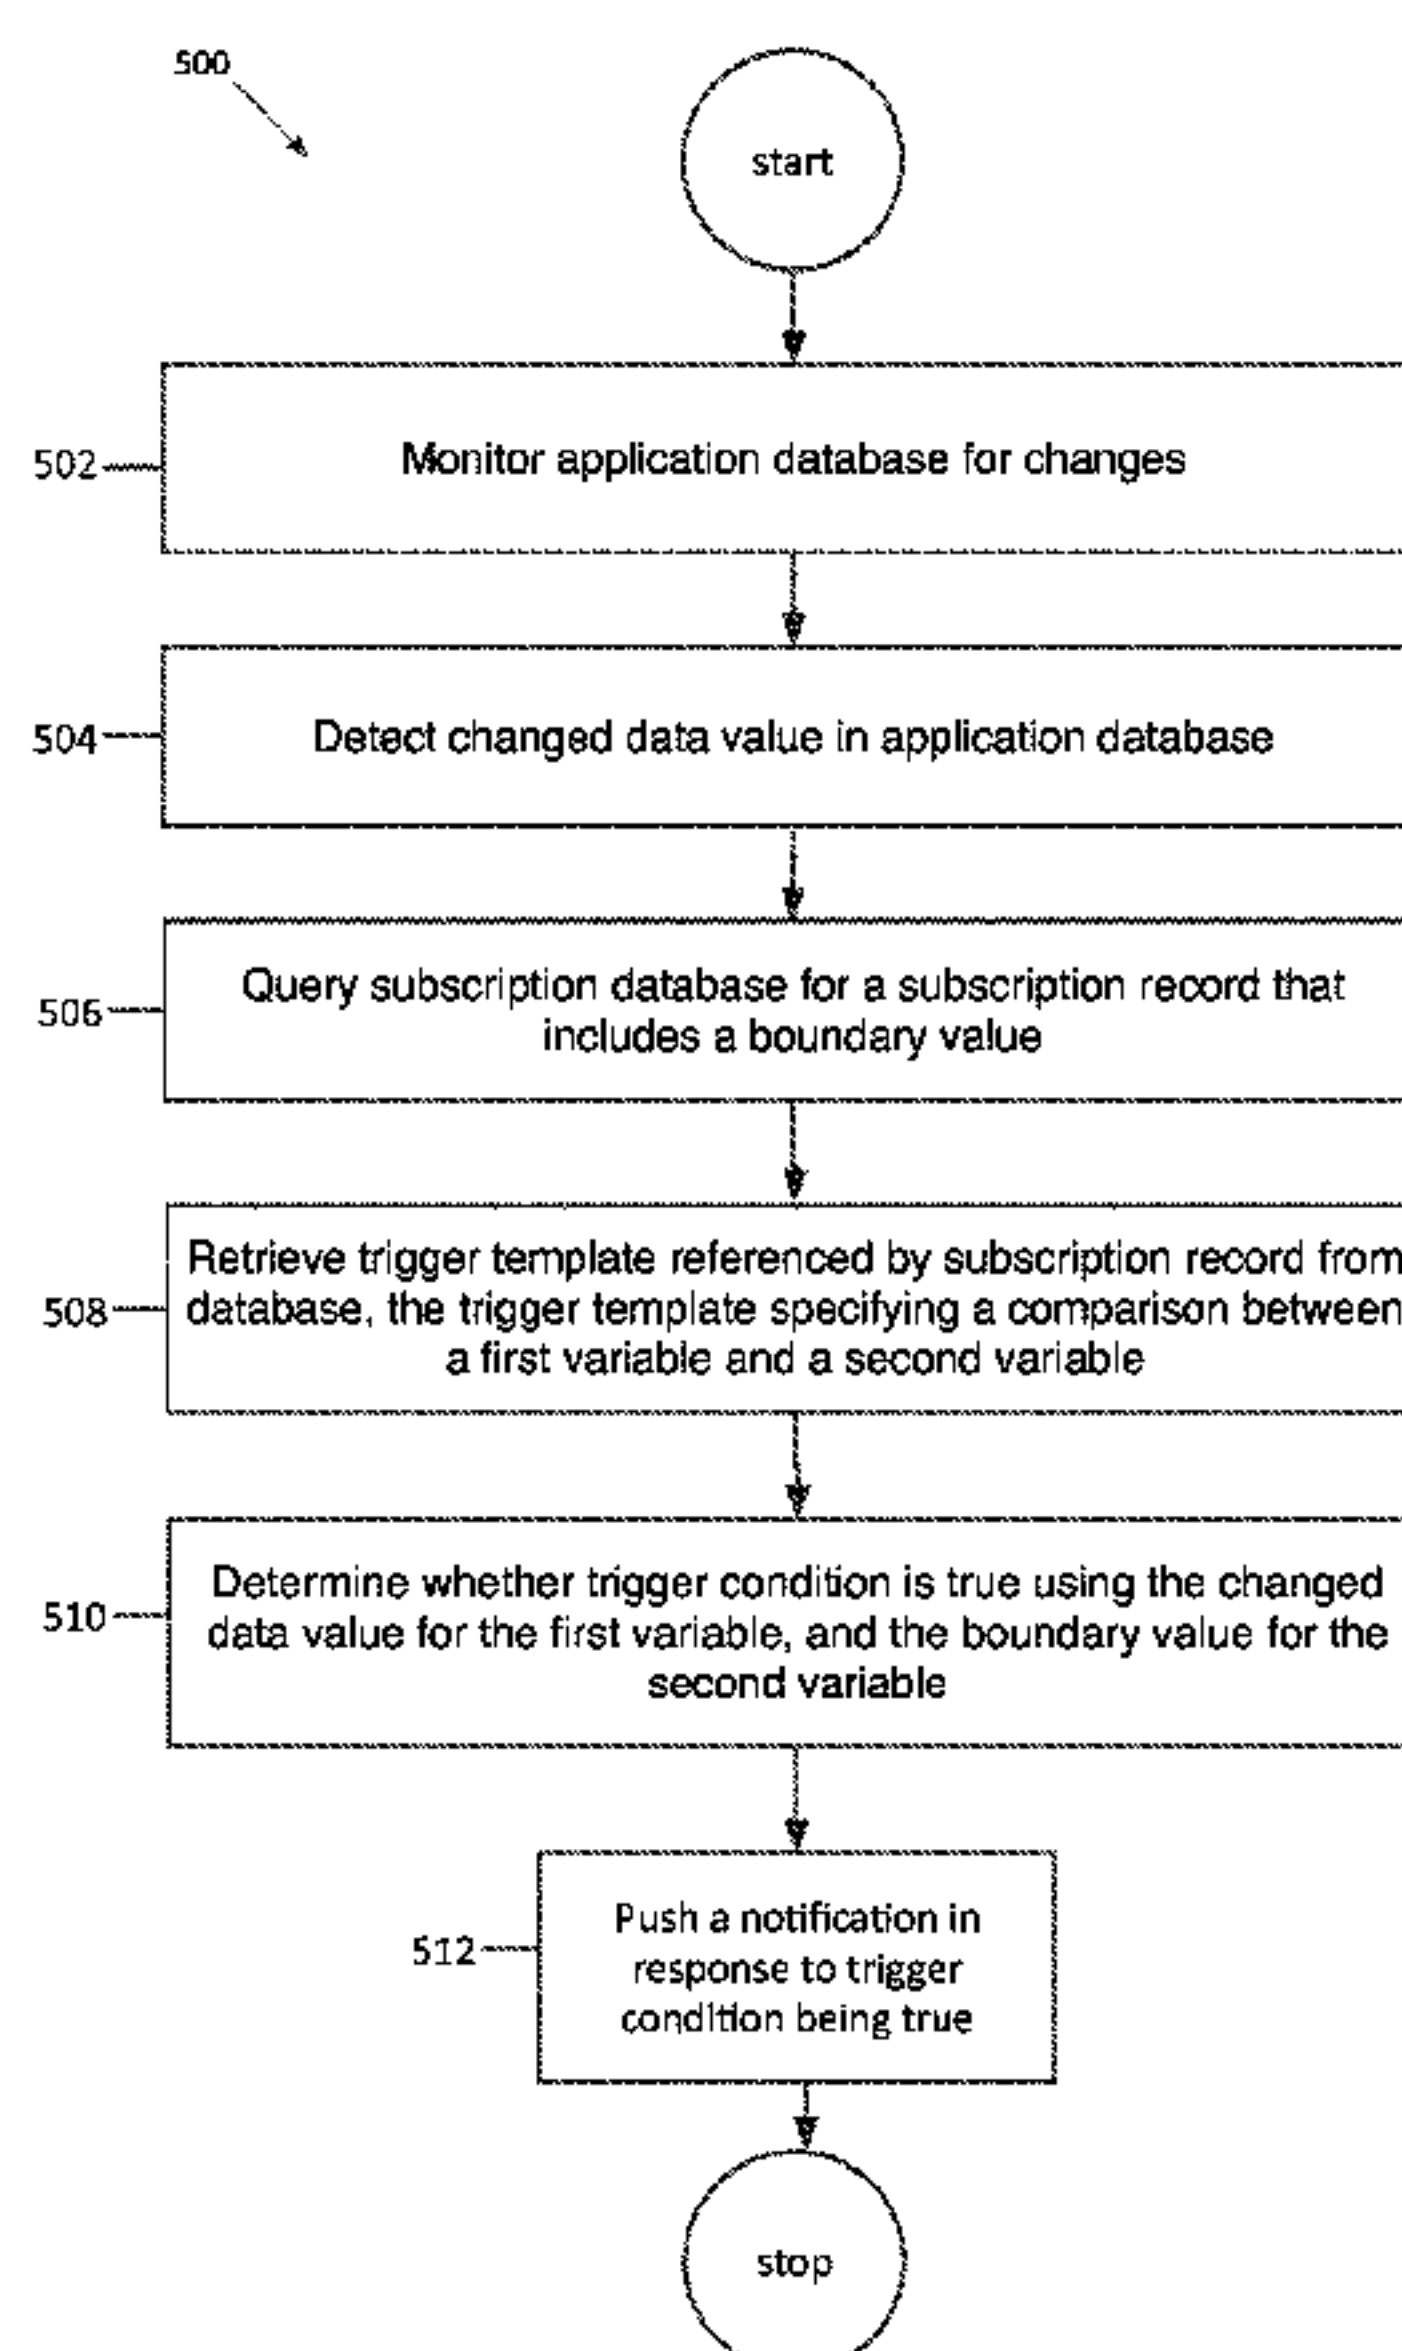 500
start
502
Monitor application database for changes
504
Detect changed data value in application database
506
Query subscription database for a subscription record that
includes a boundary value
508
Retrieve trigger template referenced by subscription record from
database, the trigger template specifying a comparison between
a first variable and a second variable
510
Determine whether trigger condition is true using the changed
data value for the first variable, and the boundary value for the
second variable
512
Push a notification in
response to trigger
condition being true
stop